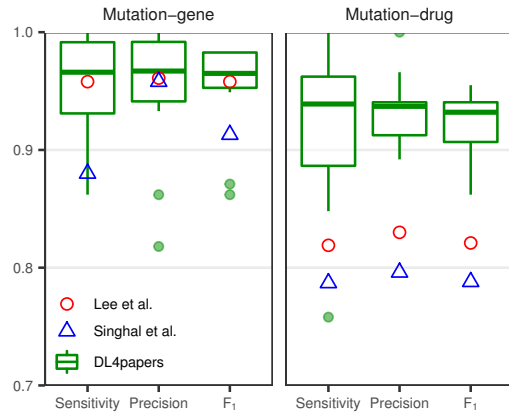 Mutation−gene
Mutation−drug
1.0
0.9
0.8
0.7
Lee et al.
Singhal et al.
DL4papers
Sensitivity Precision F₁
Sensitivity Precision F₁